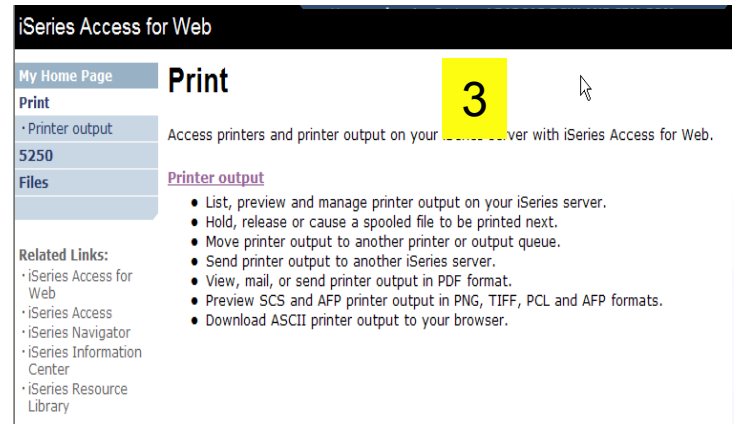 iSeries Access for Web
My Home Page
Print
· Printer output
5250
Files
Related Links:
· iSeries Access for
Web
· iSeries Access
· iSeries Navigator
· iSeries Information
Center
· iSeries Resource
Library
Print
3
Access printers and printer output on your iSeries server with iSeries Access for Web.
Printer output
● List, preview and manage printer output on your iSeries server.
● Hold, release or cause a spooled file to be printed next.
● Move printer output to another printer or output queue.
● Send printer output to another iSeries server.
● View, mail, or send printer output in PDF format.
● Preview SCS and AFP printer output in PNG, TIFF, PCL and AFP formats.
● Download ASCII printer output to your browser.